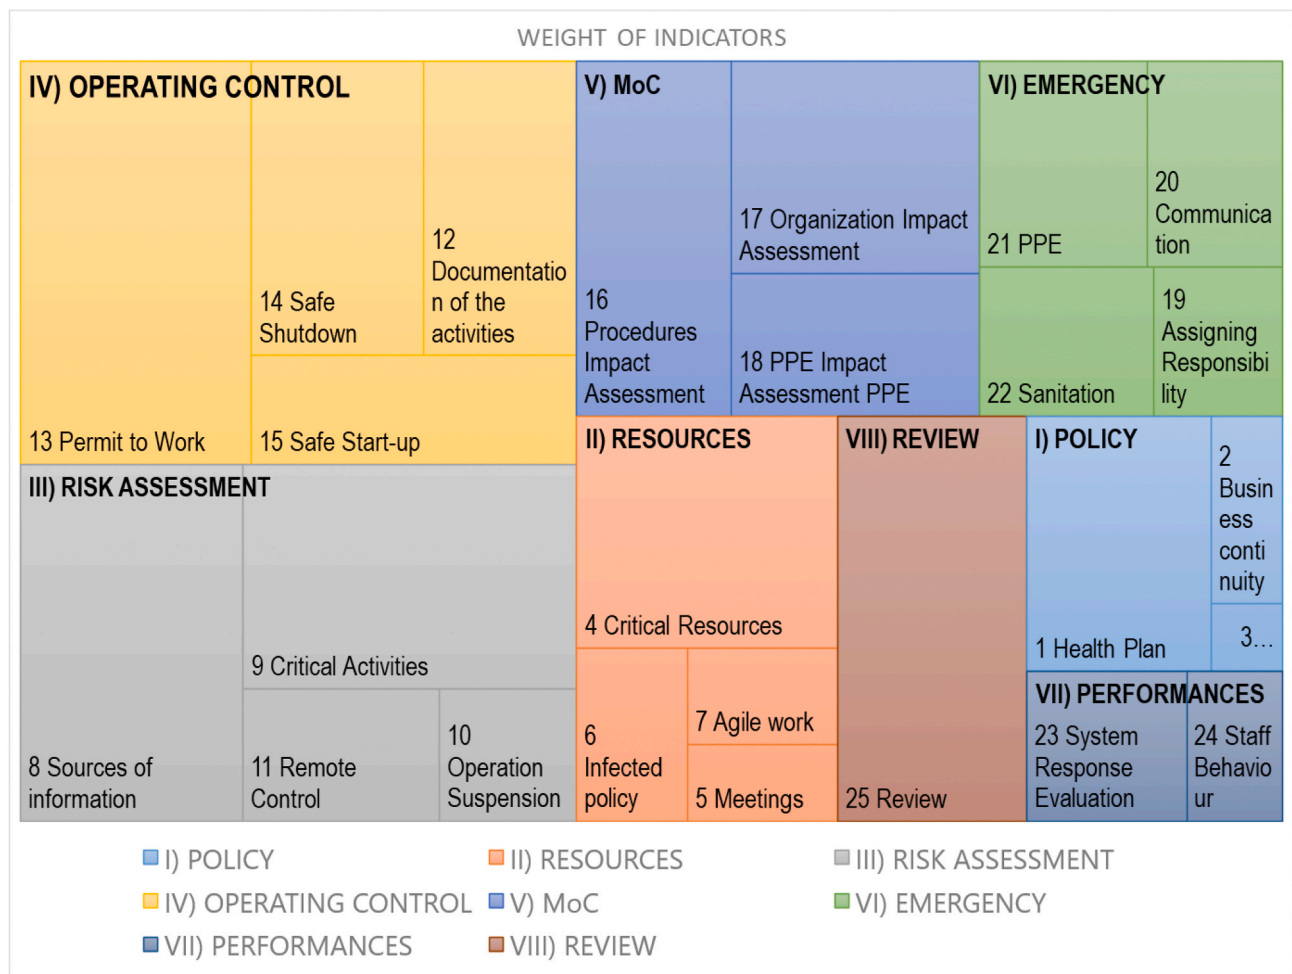 WEIGHT OF INDICATORS
IV) OPERATING CONTROL
13 Permit to Work
14 Safe
Shutdown
12
Documentatio
n of the
activities
15 Safe Start-up
V) MoC
16
Procedures
Impact
Assessment
17 Organization Impact
Assessment
18 PPE Impact
Assessment PPE
VI) EMERGENCY
21 PPE
20
Communica
tion
22 Sanitation
19
Assigning
Responsibi
lity
III) RISK ASSESSMENT
8 Sources of
information
9 Critical Activities
11 Remote
Control
10
Operation
Suspension
II) RESOURCES
4 Critical Resources
6
Infected
policy
7 Agile work
5 Meetings
VIII) REVIEW
25 Review
I) POLICY
1 Health Plan
2
Busin
ess
conti
nuity
3...
VII) PERFORMANCES
23 System
Response
Evaluation
24 Staff
Behavio
ur
I) POLICY
II) RESOURCES
III) RISK ASSESSMENT
IV) OPERATING CONTROL
V) MoC
VI) EMERGENCY
VII) PERFORMANCES
VIII) REVIEW